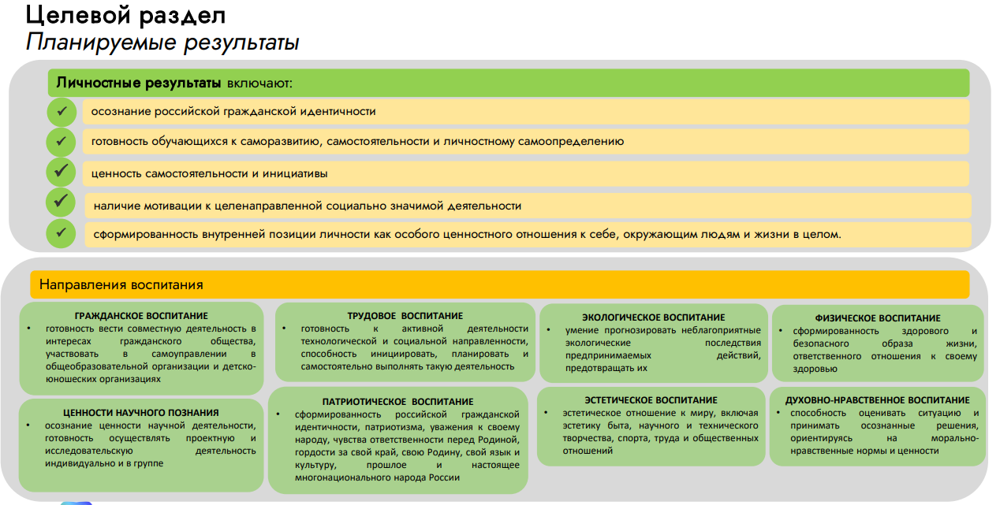 Целевой раздел
Планируемые результаты
Личностные результаты включают:
осознание российской гражданской идентичности
готовность обучающихся к саморазвитию, самостоятельности и личностному самоопределению
ценность самостоятельности и инициативы
наличие мотивации к целенаправленной социально значимой деятельности
сформированность внутренней позиции личности как особого ценностного отношения к себе, окружающим людям и жизни в целом.
Направления воспитания
ГРАЖДАНСКОЕ ВОСПИТАНИЕ
• готовность вести совместную деятельность в
интересах гражданского общества,
участвовать в самоуправлении в
общеобразовательной организации и детско-
юношеских организациях
ТРУДОВОЕ ВОСПИТАНИЕ
• готовность к активной деятельности
технологической и социальной направленности,
способность инициировать, планировать и
самостоятельно выполнять такую деятельность
ЭКОЛОГИЧЕСКОЕ ВОСПИТАНИЕ
• умение прогнозировать неблагоприятные
экологические последствия
предпринимаемых действий,
предотвращать их
ФИЗИЧЕСКОЕ ВОСПИТАНИЕ
• сформированность здорового и
безопасного образа жизни,
ответственного отношения к своему
здоровью
ЦЕННОСТИ НАУЧНОГО ПОЗНАНИЯ
• осознание ценности научной деятельности,
готовность осуществлять проектную и
исследовательскую деятельность
индивидуально и в группе
ПАТРИОТИЧЕСКОЕ ВОСПИТАНИЕ
• сформированность российской гражданской
идентичности, патриотизма, уважения к своему
народу, чувства ответственности перед Родиной,
гордости за свой край, свою Родину, свой язык и
культуру, прошлое и настоящее
многонационального народа России
ЭСТЕТИЧЕСКОЕ ВОСПИТАНИЕ
• эстетическое отношение к миру, включая
эстетику быта, научного и технического
творчества, спорта, труда и общественных
отношений
ДУХОВНО-НРАВСТВЕННОЕ ВОСПИТАНИЕ
• способность оценивать ситуацию и
принимать осознанные решения,
ориентируясь на морально-
нравственные нормы и ценности